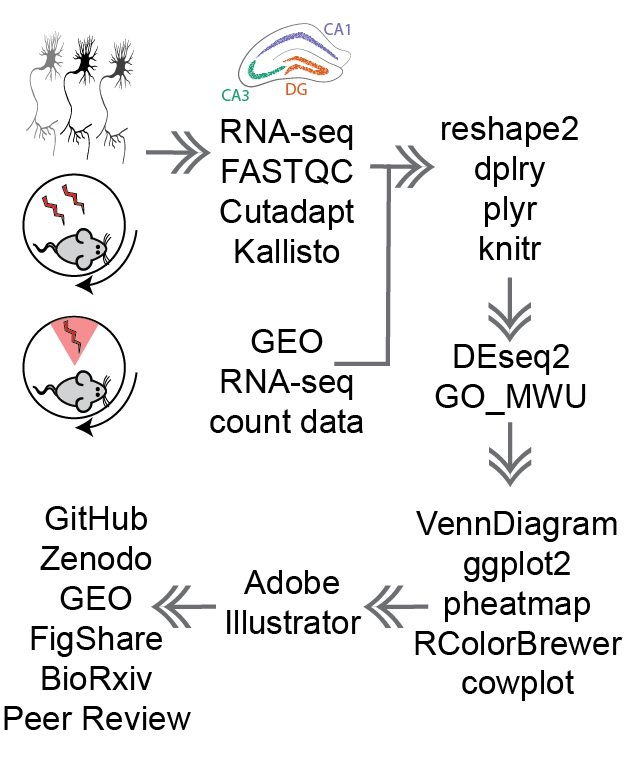 CA1
CA3
DG
RNA-seq
FASTQC
Cutadapt
Kallisto
GEO
RNA-seq
count data
reshape2
dplry
plyr
knitr
DEseq2
GO_MWU
VennDiagram
ggplot2
pheatmap
RColorBrewer
cowplot
Adobe
Illustrator
GitHub
Zenodo
GEO
FigShare
BioRxiv
Peer Review